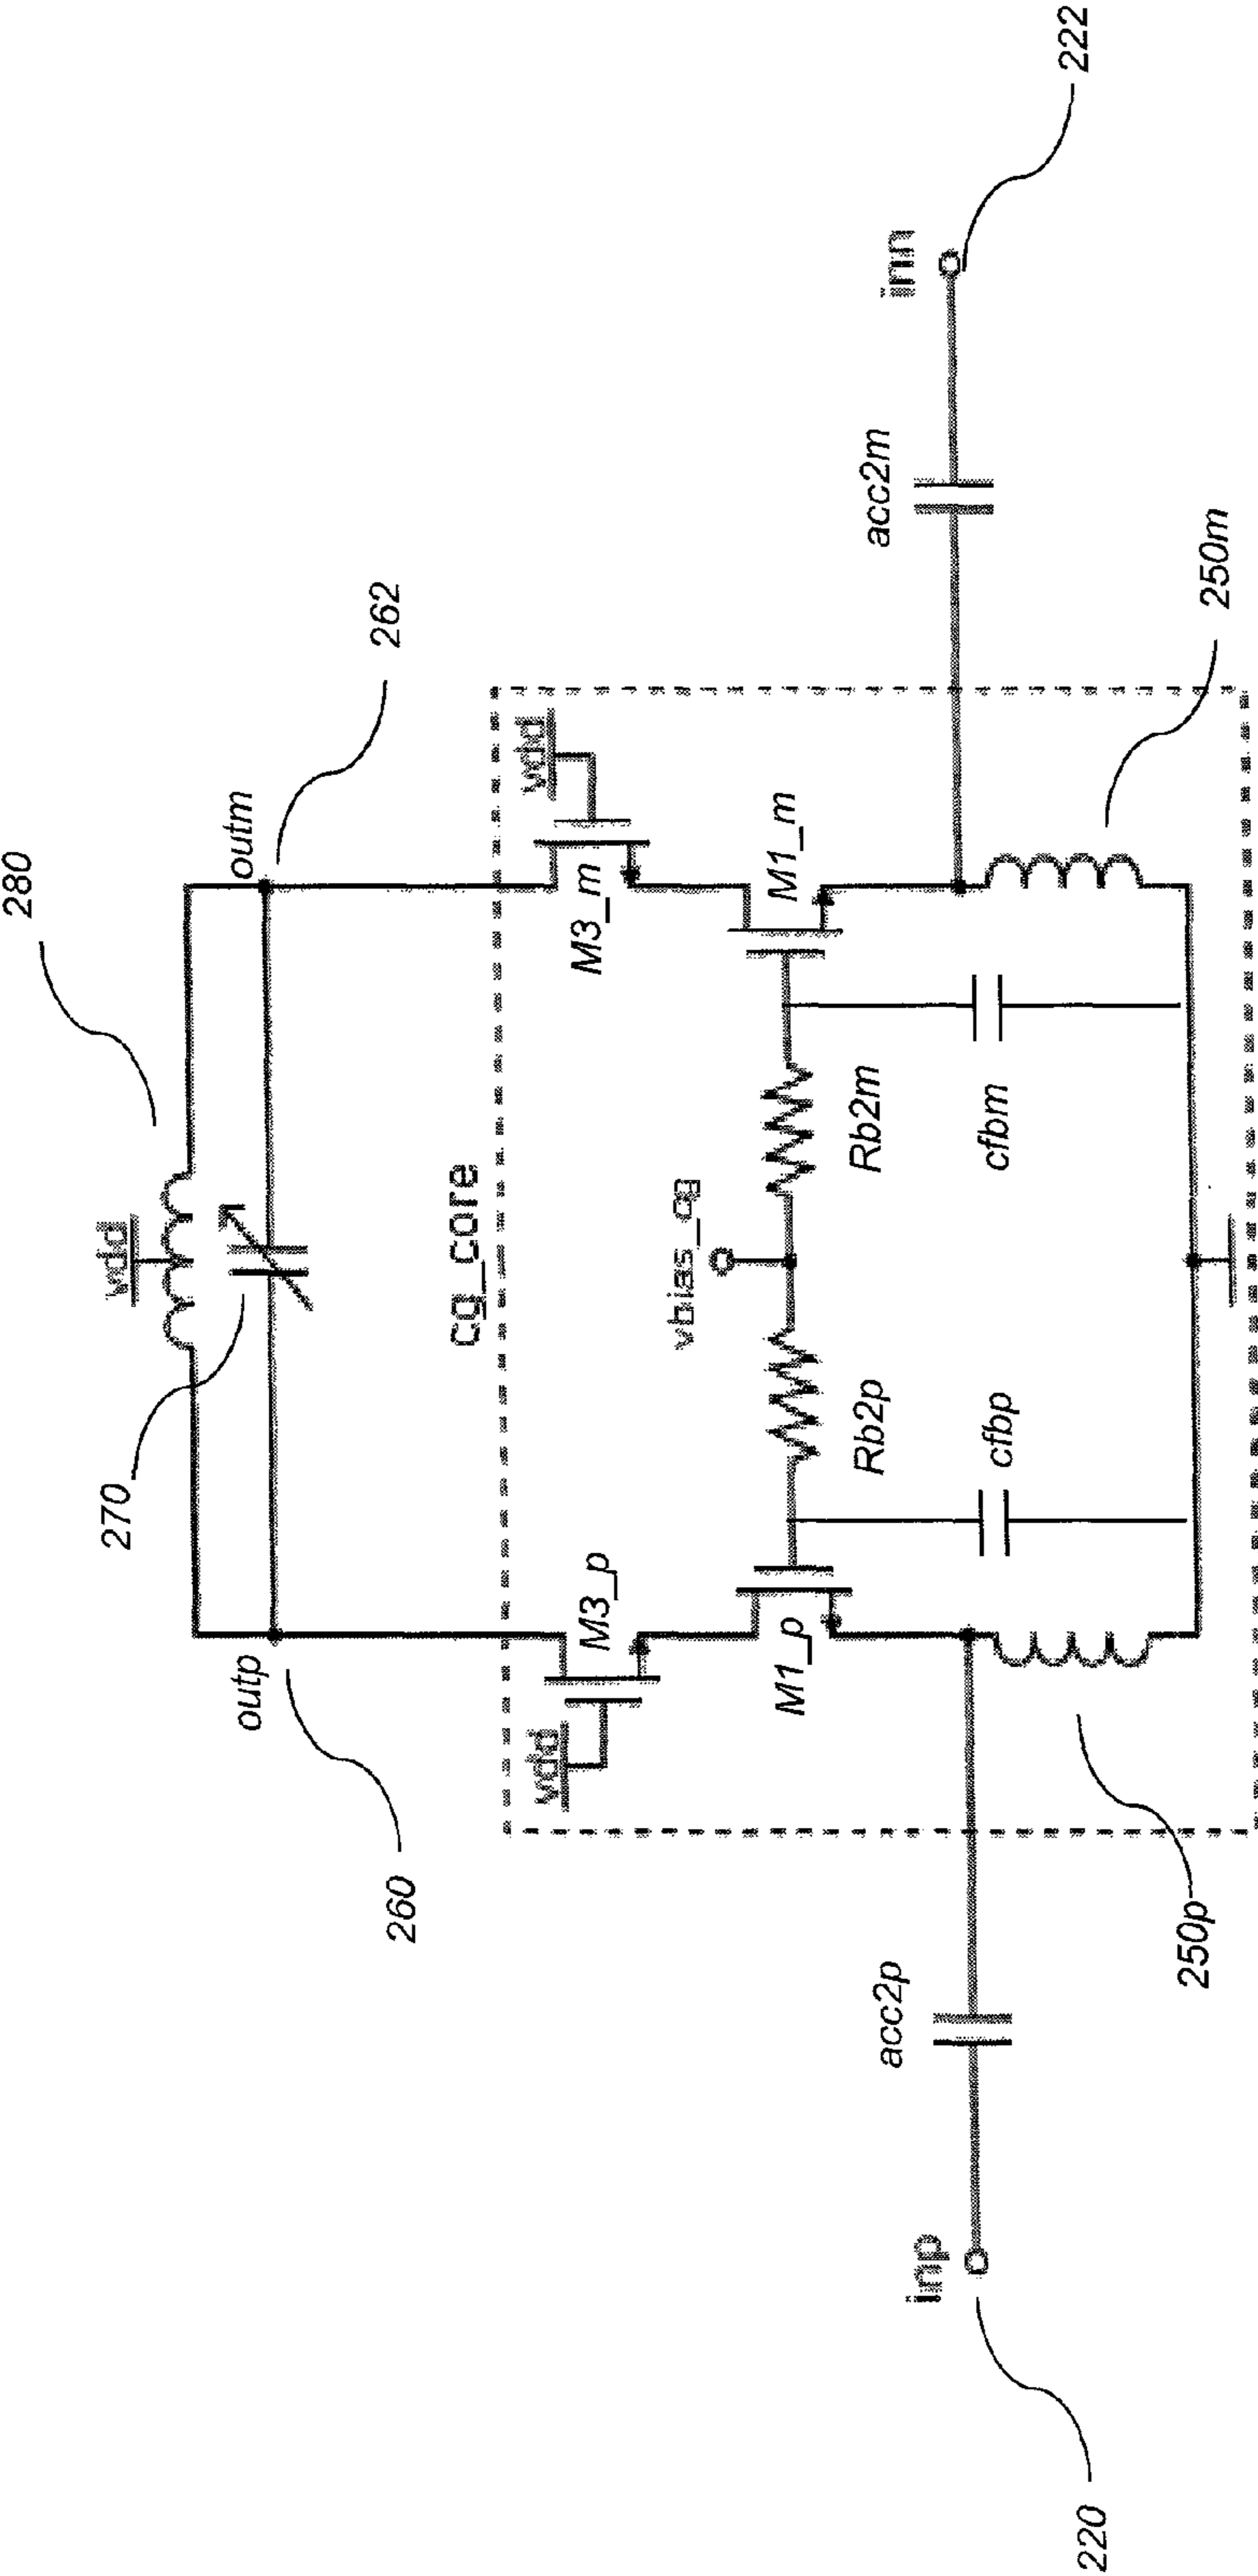 280
vdd
270
outp
outm
260
262
cg_core
vdd
vdd
M3_p
M3_m
vbias_cg
M1_p
M1_m
Rb2p
Rb2m
cfbp
cfbm
inp
acc2p
acc2m
inn
220
222
250p
250m